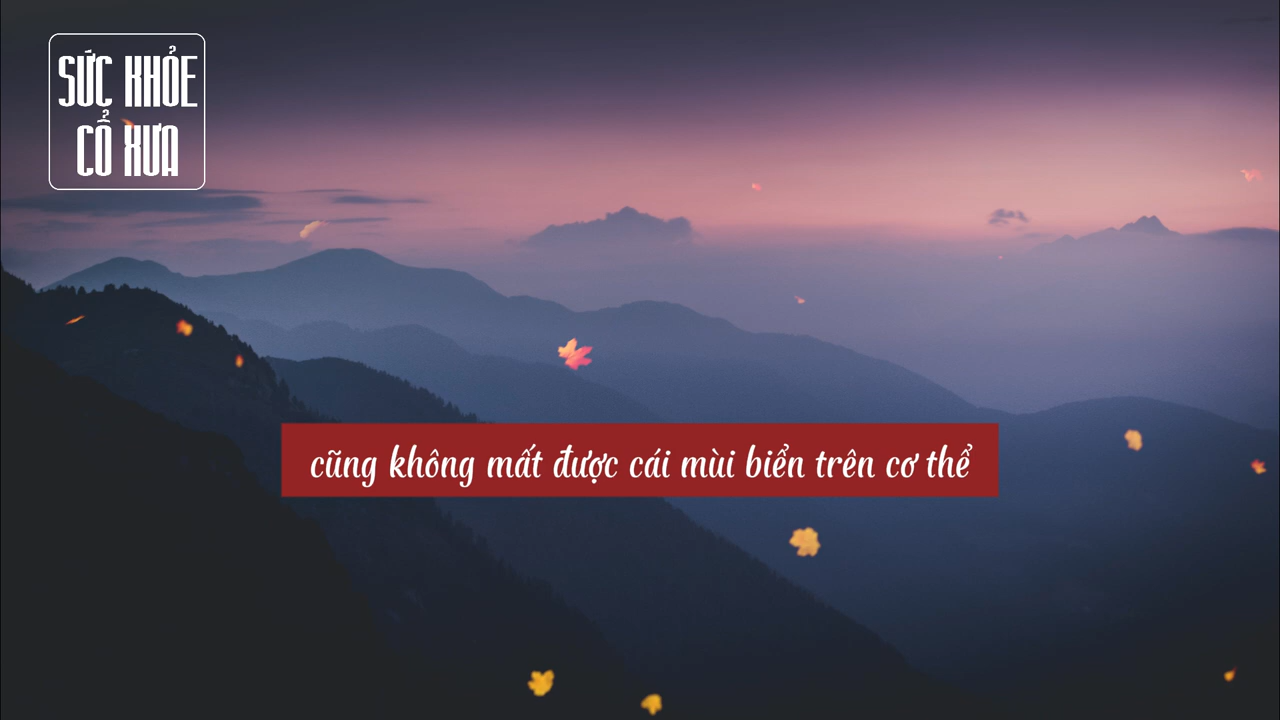 SỨC KHỎE
CỔ XƯA
cũng không mất được cái mùi biển trên cơ thể